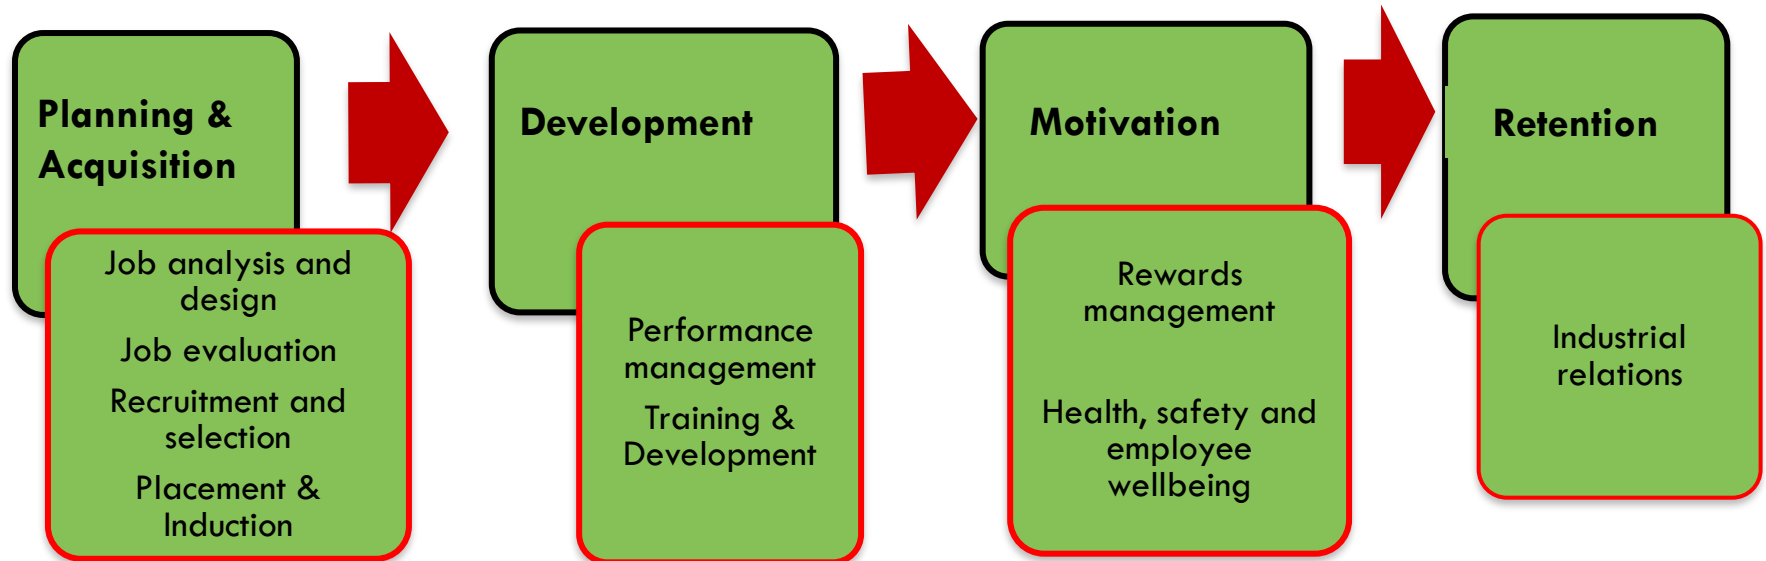 Planning &
Acquisition
Job analysis and
design
Job evaluation
Recruitment and
selection
Placement &
Induction
Development
Performance
management
Training &
Development
Motivation
Rewards
management
Health, safety and
employee
wellbeing
Retention
Industrial
relations